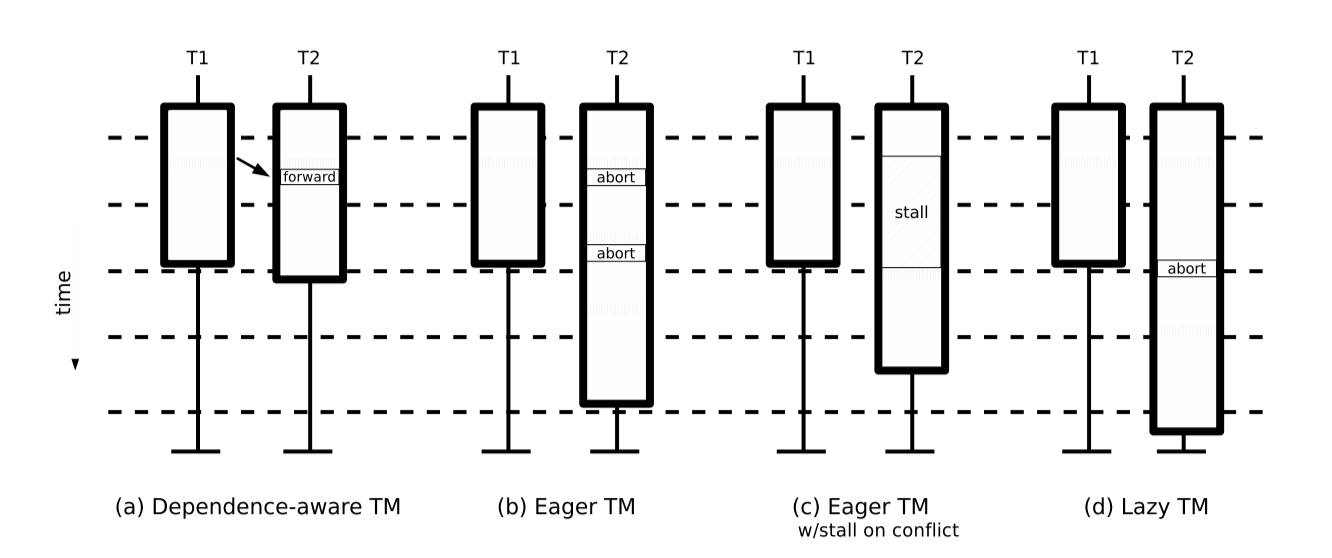 T1 T2 T1 T2 T1 T2 T1 T2
forward
abort
stall
abort
abort
time
(a) Dependence-aware TM (b) Eager TM (c) Eager TM (d) Lazy TM
w/stall on conflict